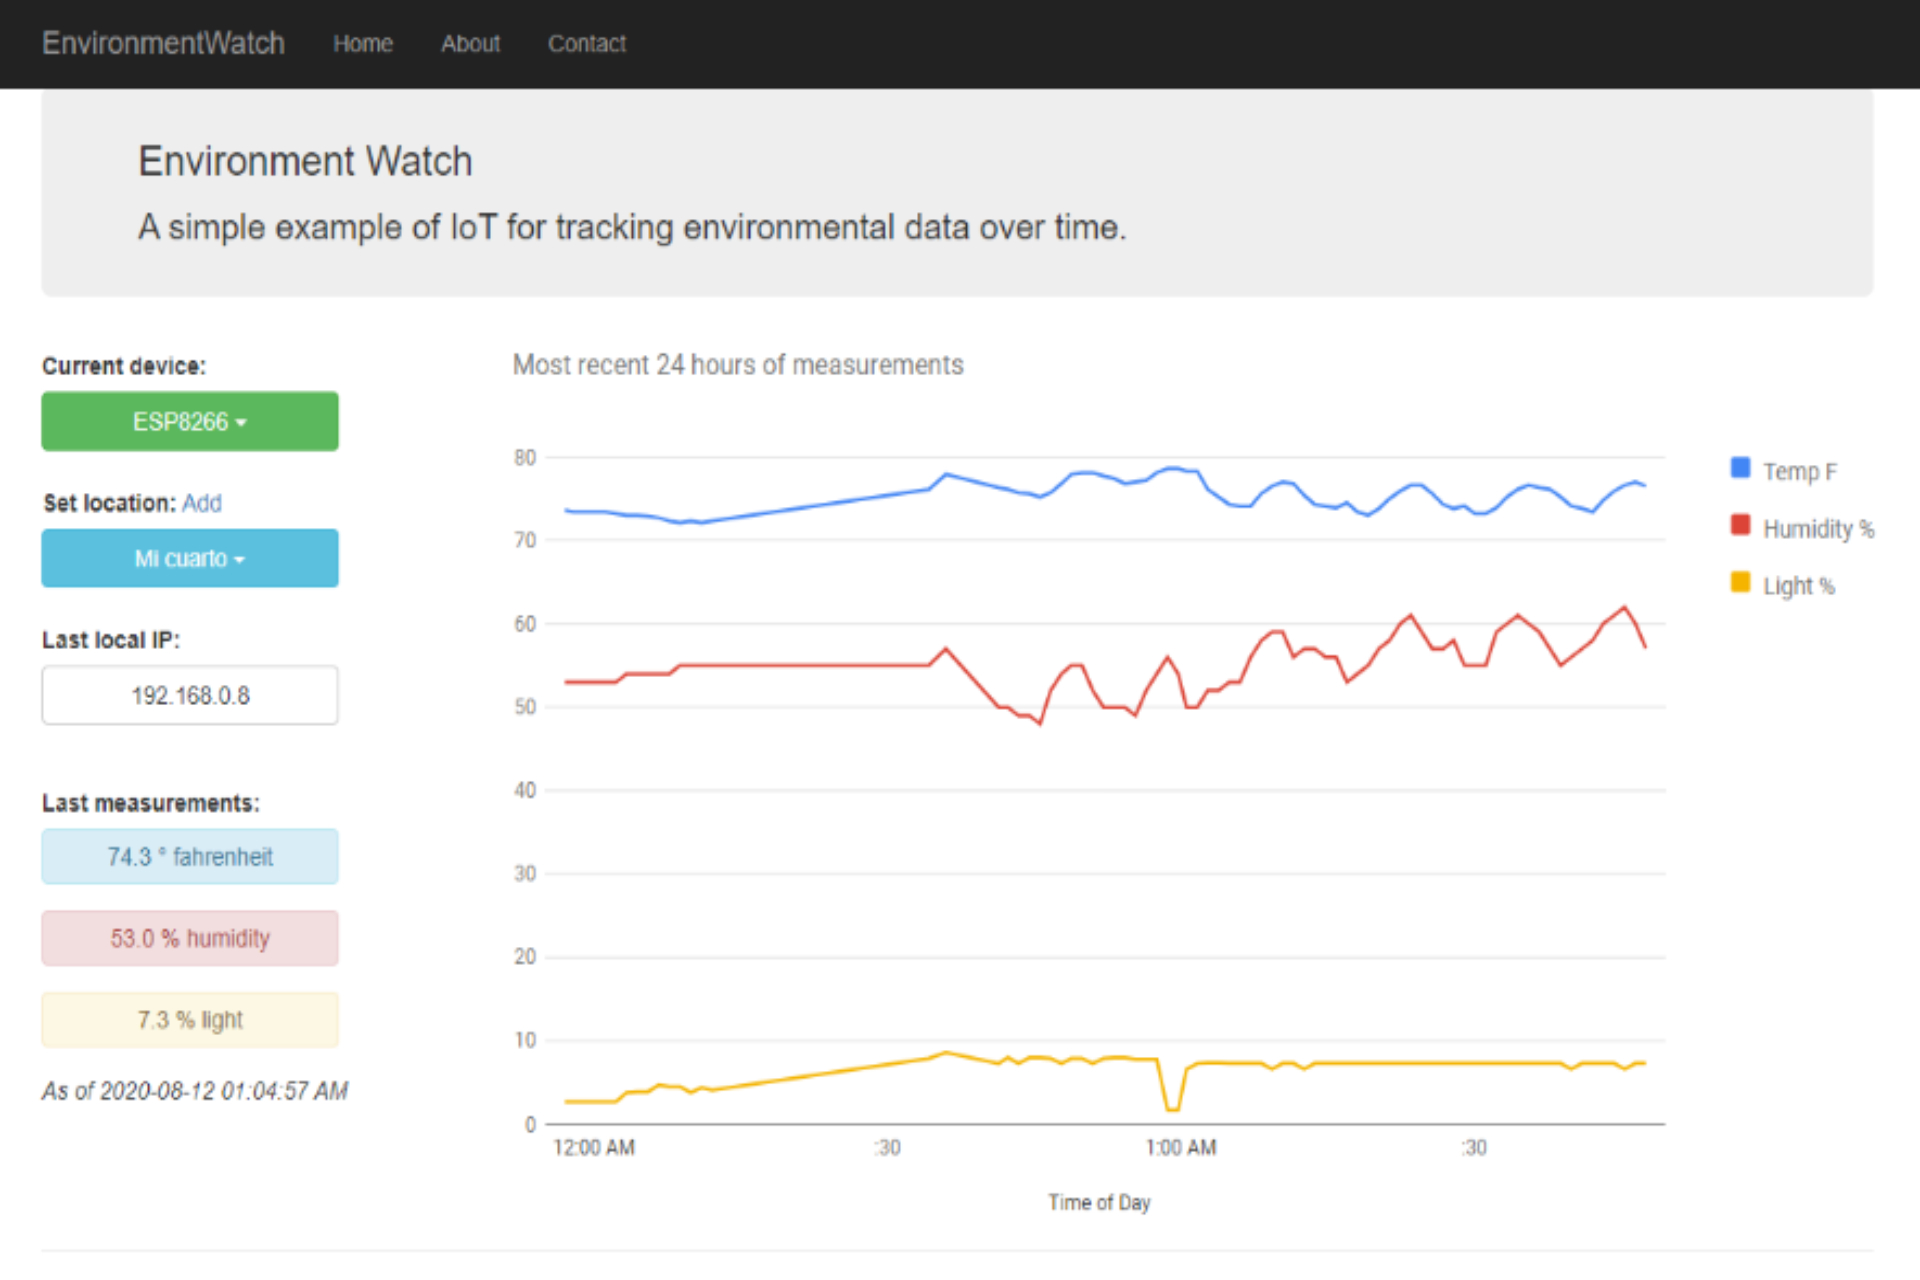 EnvironmentWatch Home About Contact
Environment Watch
A simple example of IoT for tracking environmental data over time.
Current device:
ESP8266
Set location: Add
Mi cuarto
Last local IP:
192.168.0.8
Last measurements:
74.3 ° fahrenheit
53.0 % humidity
7.3 % light
As of 2020-08-12 01:04:57 AM
Most recent 24 hours of measurements
80
70
60
50
40
30
20
10
0
12:00 AM :30 1:00 AM :30
Time of Day
Temp F
Humidity %
Light %